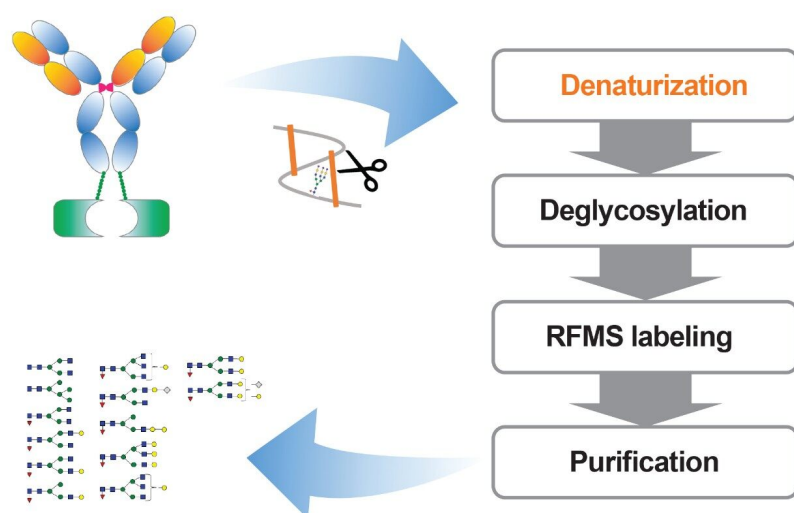 Denaturization
Deglycosylation
RFMS labeling
Purification